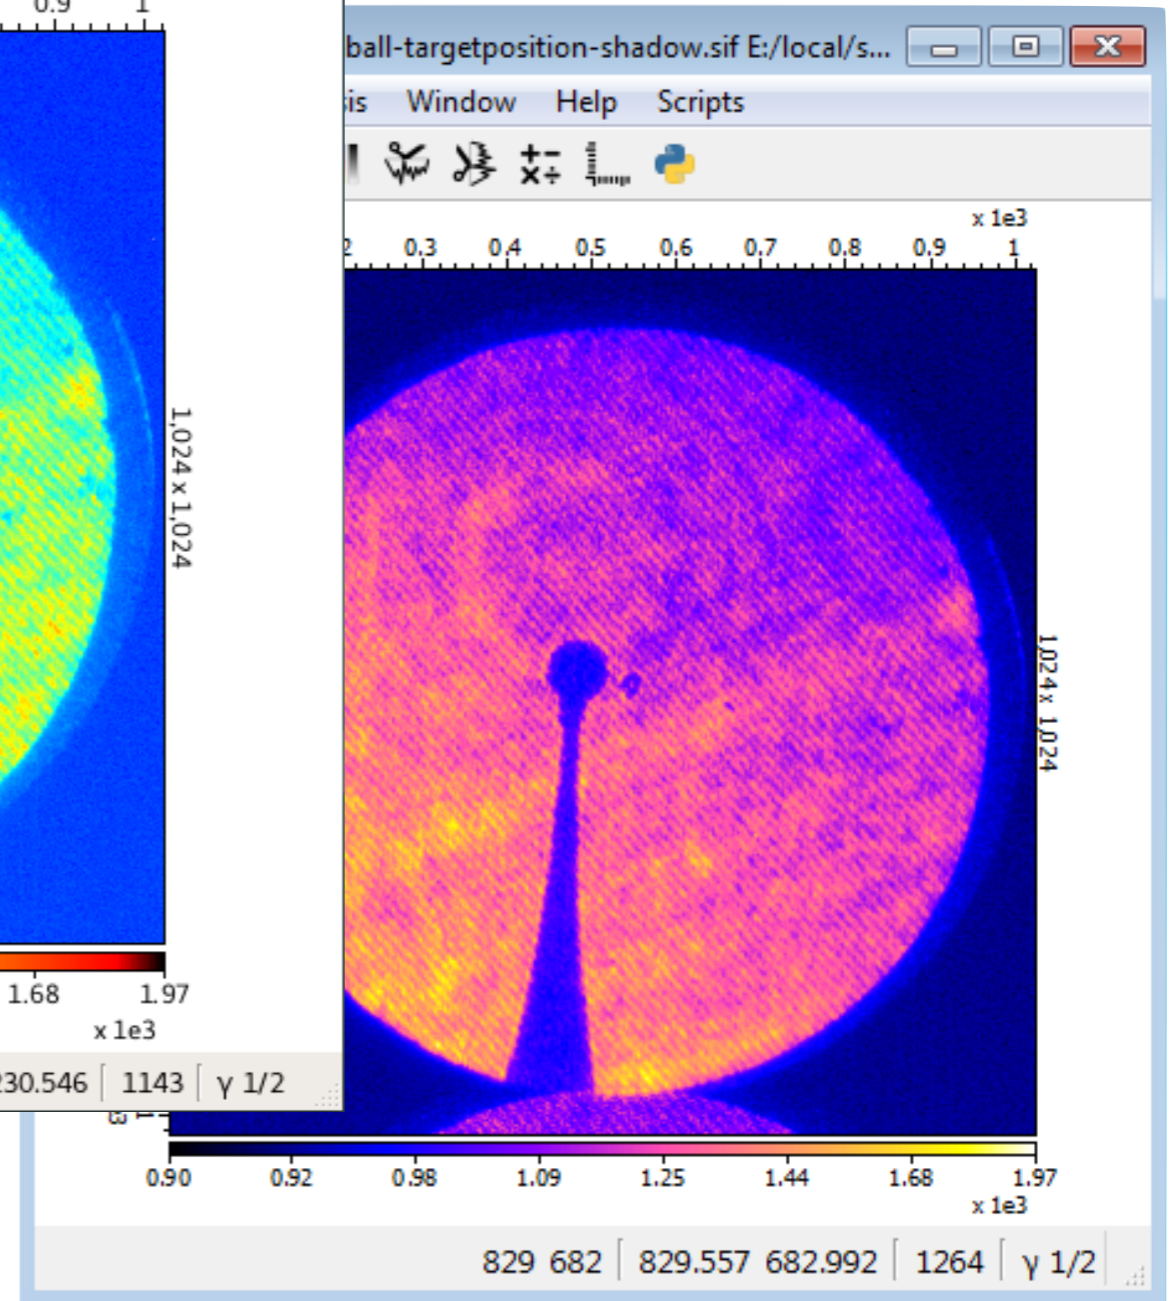 0.9 1
ball-targetposition-shadow.sif E:/local/s...
Window Help Scripts
x 1e3
0.3 0.4 0.5 0.6 0.7 0.8 0.9 1
1,024 x 1,024
1,024 x 1,024
1.68 1.97
x 1e3
230.546 1143 γ 1/2
0.90 0.92 0.98 1.09 1.25 1.44 1.68 1.97
x 1e3
829 682 829.557 682.992 1264 γ 1/2